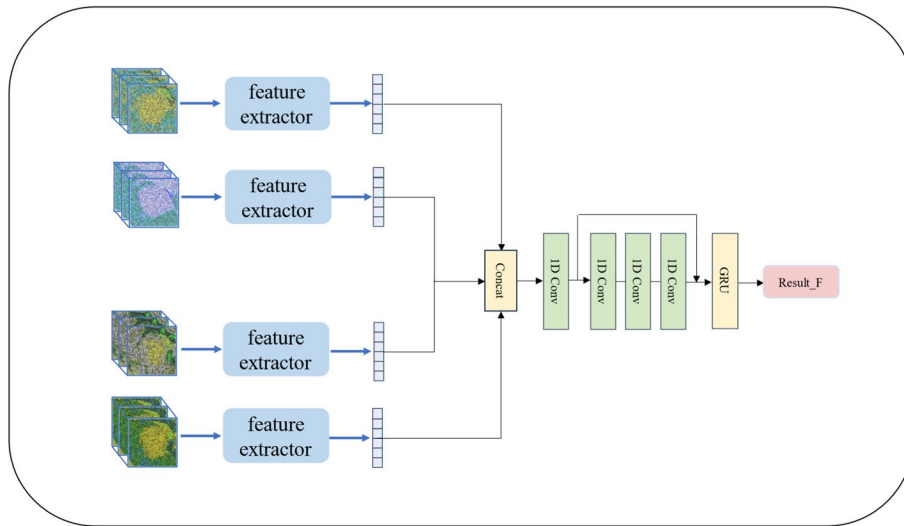 feature
extractor
feature
extractor
feature
extractor
feature
extractor
Concat
1D Conv
1D Conv
1D Conv
1D Conv
GRU
Result_F